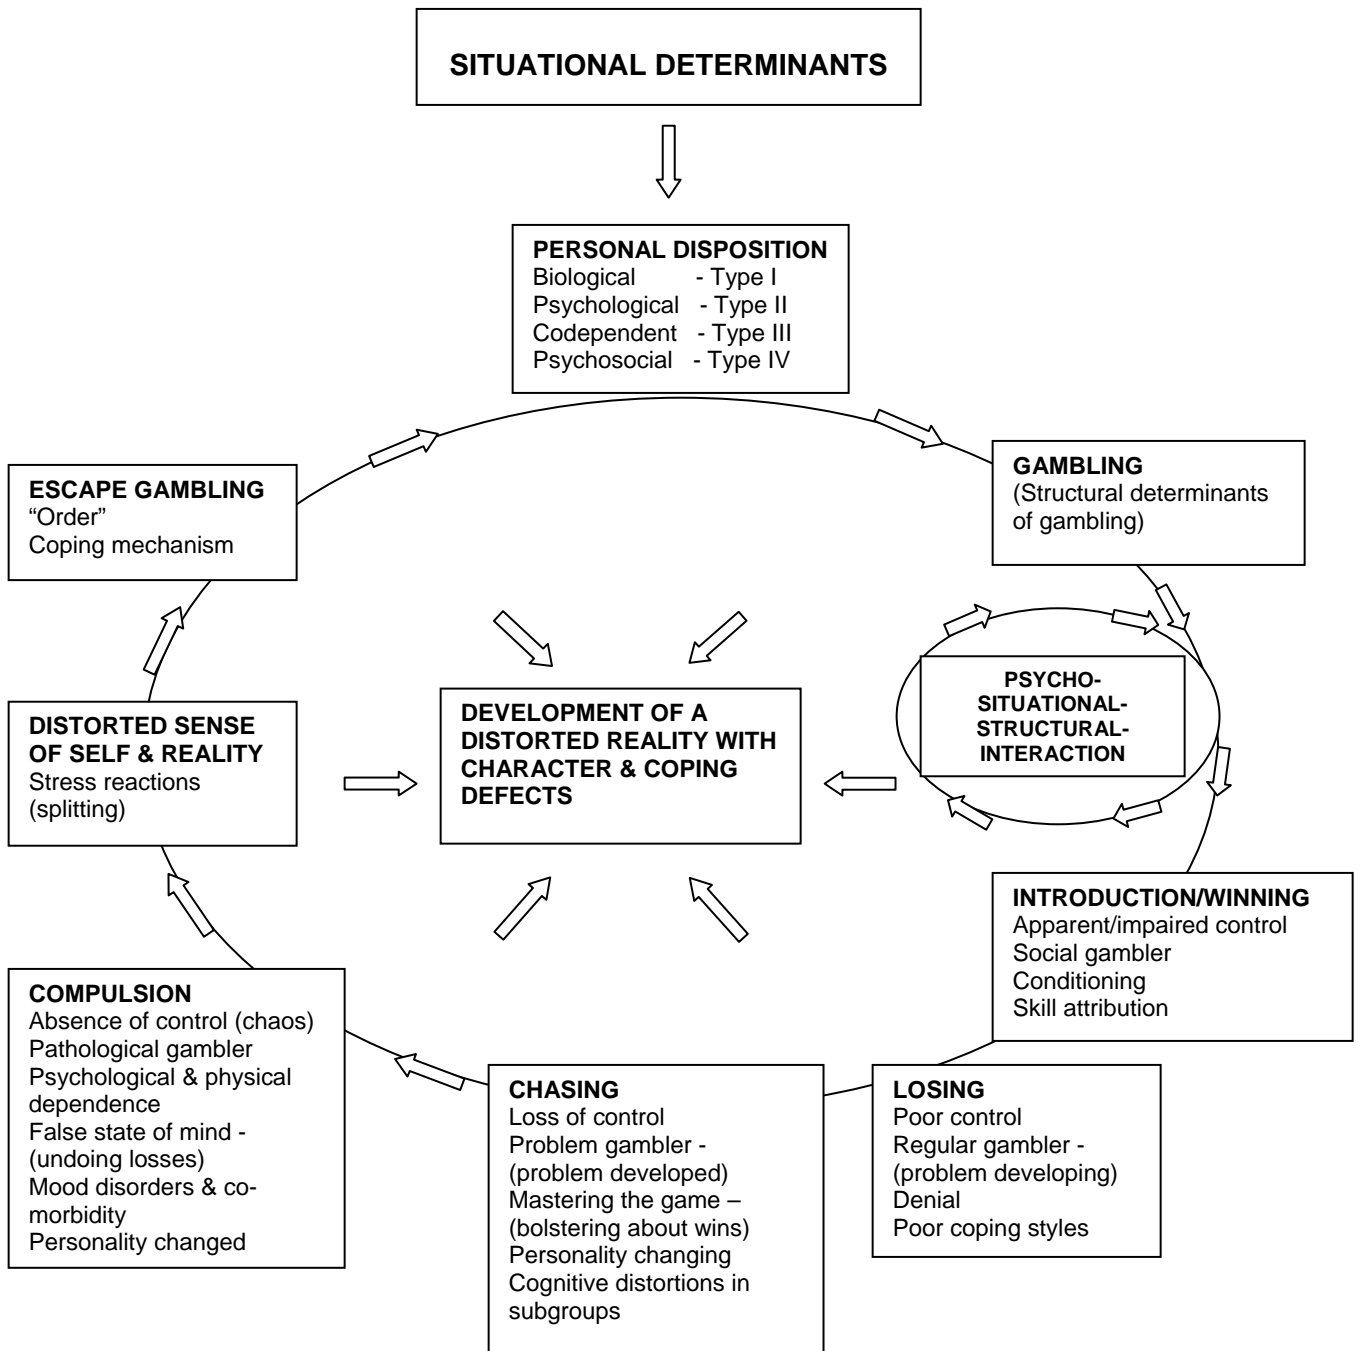 SITUATIONAL DETERMINANTS
PERSONAL DISPOSITION
Biological - Type I
Psychological - Type II
Codependent - Type III
Psychosocial - Type IV
GAMBLING
(Structural determinants
of gambling)
PSYCHO-
SITUATIONAL-
STRUCTURAL-
INTERACTION
INTRODUCTION/WINNING
Apparent/impaired control
Social gambler
Conditioning
Skill attribution
LOSING
Poor control
Regular gambler -
(problem developing)
Denial
Poor coping styles
CHASING
Loss of control
Problem gambler -
(problem developed)
Mastering the game –
(bolstering about wins)
Personality changing
Cognitive distortions in
subgroups
COMPULSION
Absence of control (chaos)
Pathological gambler
Psychological & physical
dependence
False state of mind -
(undoing losses)
Mood disorders & co-
morbidity
Personality changed
DISTORTED SENSE
OF SELF & REALITY
Stress reactions
(splitting)
ESCAPE GAMBLING
“Order”
Coping mechanism
DEVELOPMENT OF A
DISTORTED REALITY WITH
CHARACTER & COPING
DEFECTS